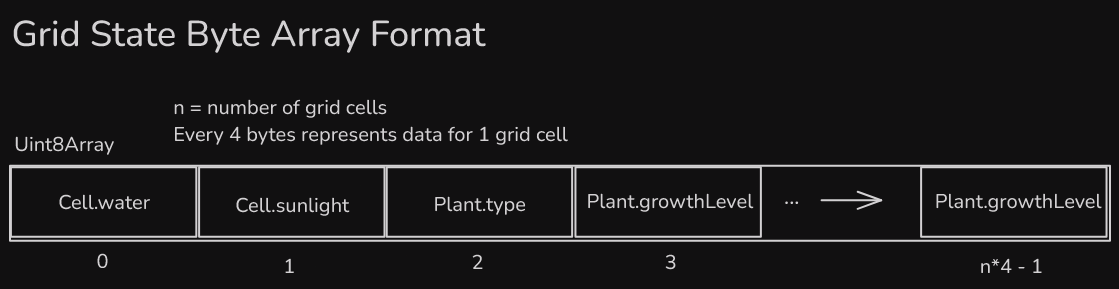 Grid State Byte Array Format
n = number of grid cells
Every 4 bytes represents data for 1 grid cell
Uint8Array
Cell.water
Cell.sunlight
Plant.type
Plant.growthLevel
...
Plant.growthLevel
0
1
2
3
n*4 - 1